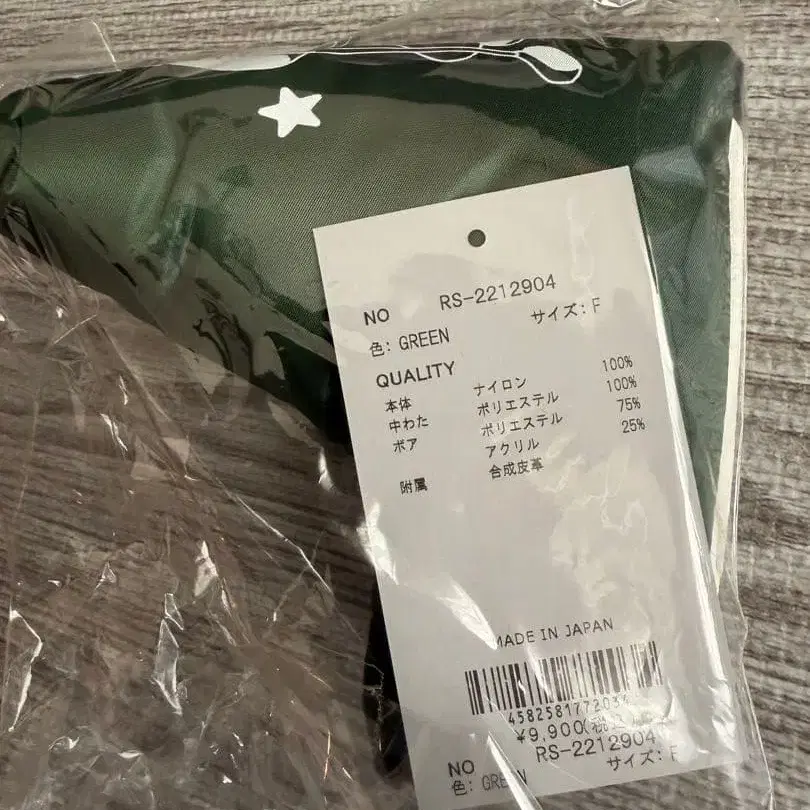 NO RS-2212904
色: GREEN サイズ: F
QUALITY
本体 ナイロン 100%
中わた ポリエステル 100%
ボア ポリエステル 75%
アクリル 25%
附属 合成皮革
MADE IN JAPAN
¥9,900
NO RS-2212904
色: GREEN サイズ: F